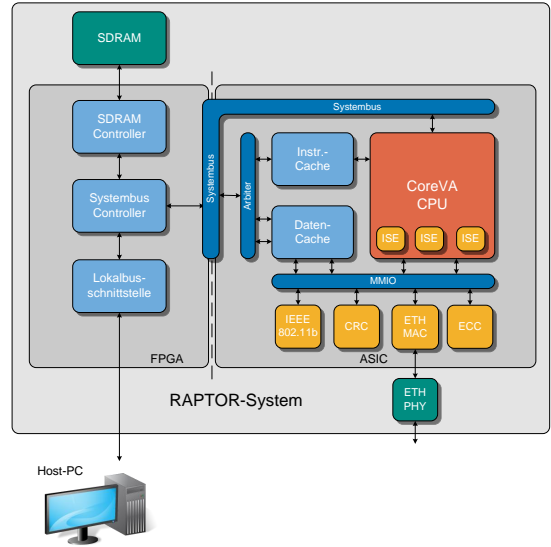 SDRAM
Systembus
SDRAM
Controller
Instr.-
Cache
CoreVA
CPU
Systembus
Arbiter
Systembus
Controller
Daten-
Cache
ISE
ISE
ISE
MMIO
Lokalbus-
schnittstelle
IEEE
802.11b
CRC
ETH
MAC
ECC
FPGA
ASIC
RAPTOR-System
ETH
PHY
Host-PC